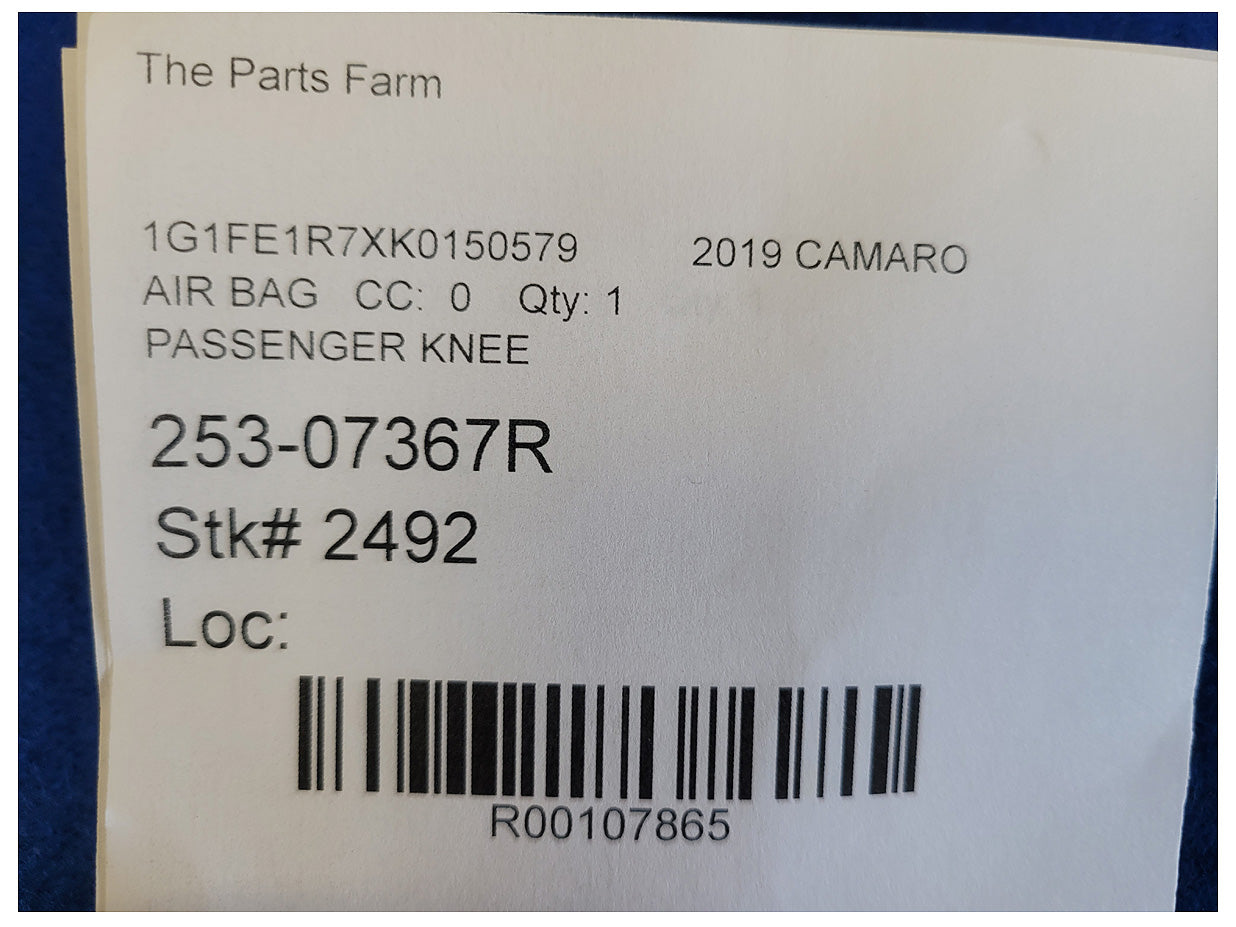 The Parts Farm
1G1FE1R7XK0150579 2019 CAMARO
AIR BAG CC: 0 Qty: 1
PASSENGER KNEE
253-07367R
Stk# 2492
Loc:
R00107865